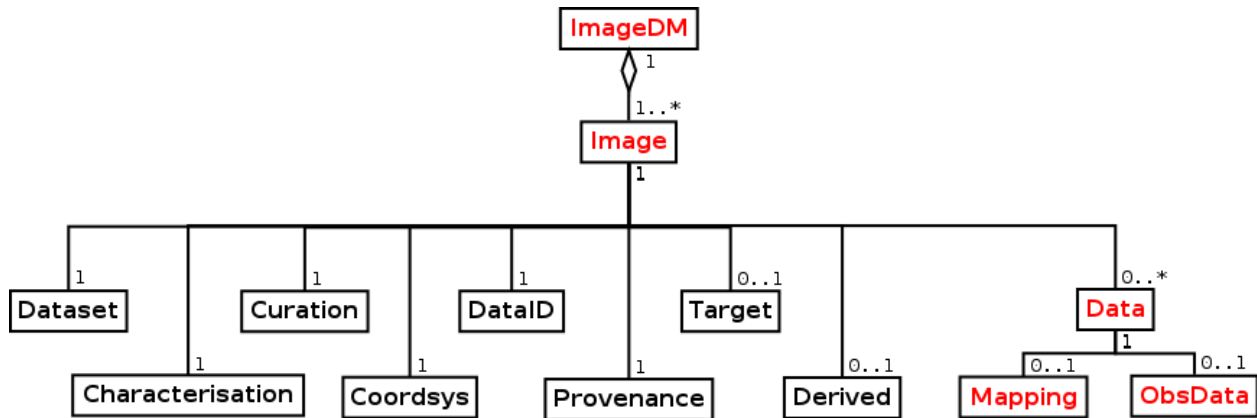 ImageDM
1
1..*
Image
1
1
1
1
0..1
0..*
Dataset
Curation
DataID
Target
Data
1
1
1
1
0..1
0..1
0..1
Characterisation
Coordsys
Provenance
Derived
Mapping
ObsData